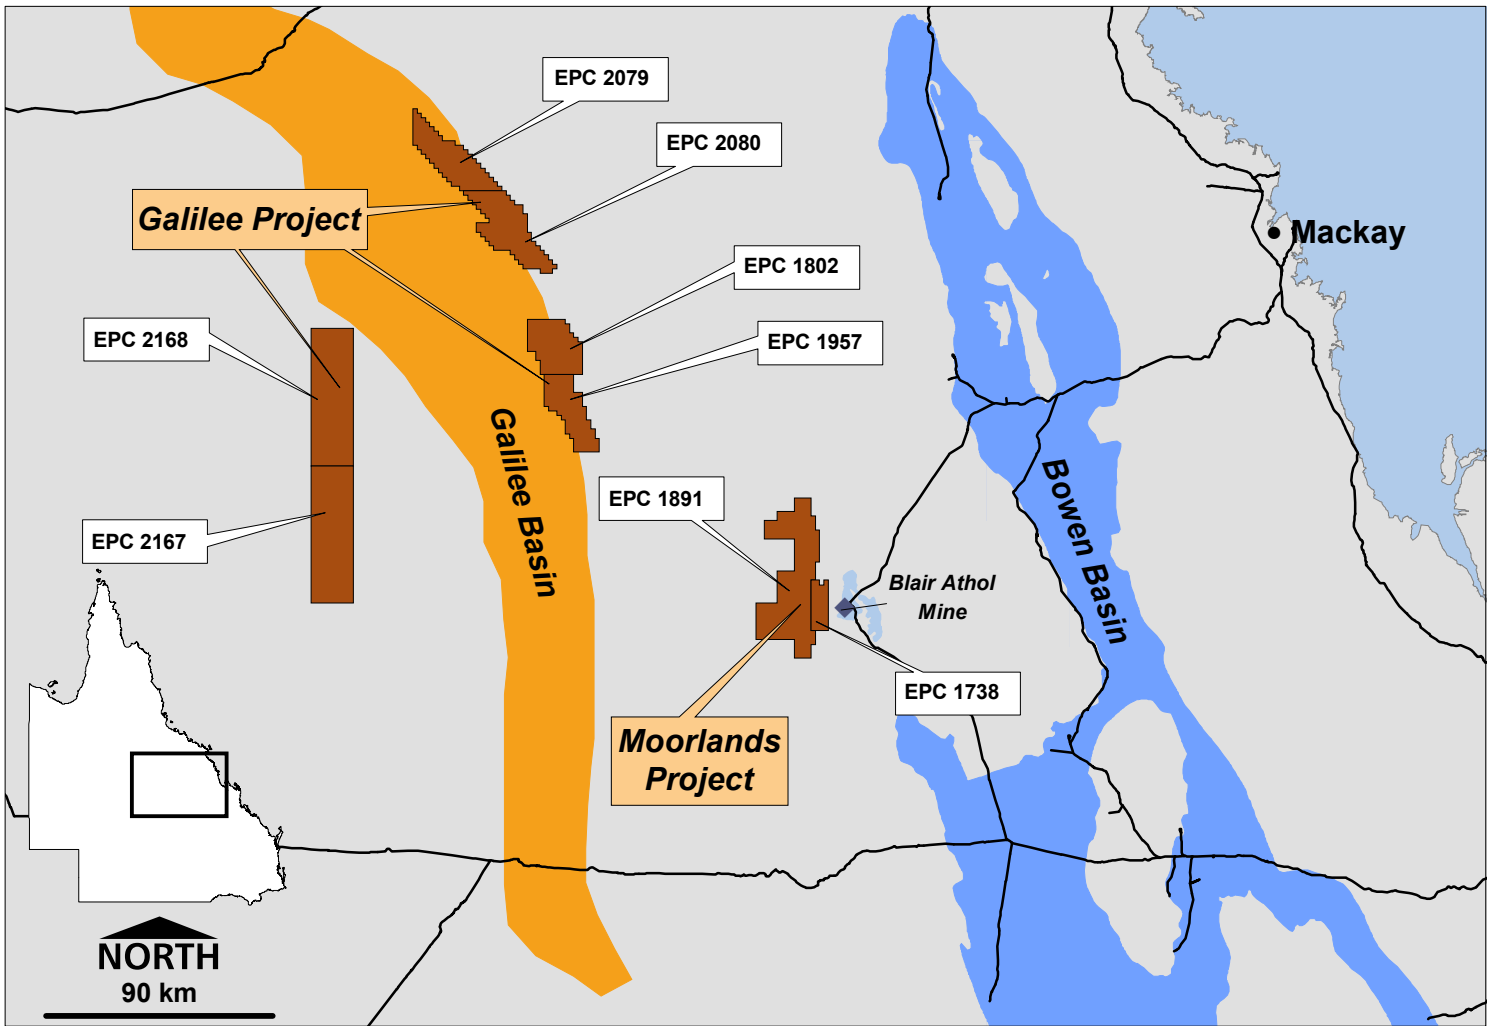 EPC 2079
EPC 2080
Galilee Project
Mackay
EPC 1802
EPC 2168
EPC 1957
Galilee Basin
Bowen Basin
EPC 1891
EPC 2167
Blair Athol
Mine
EPC 1738
Moorlands
Project
NORTH
90 km